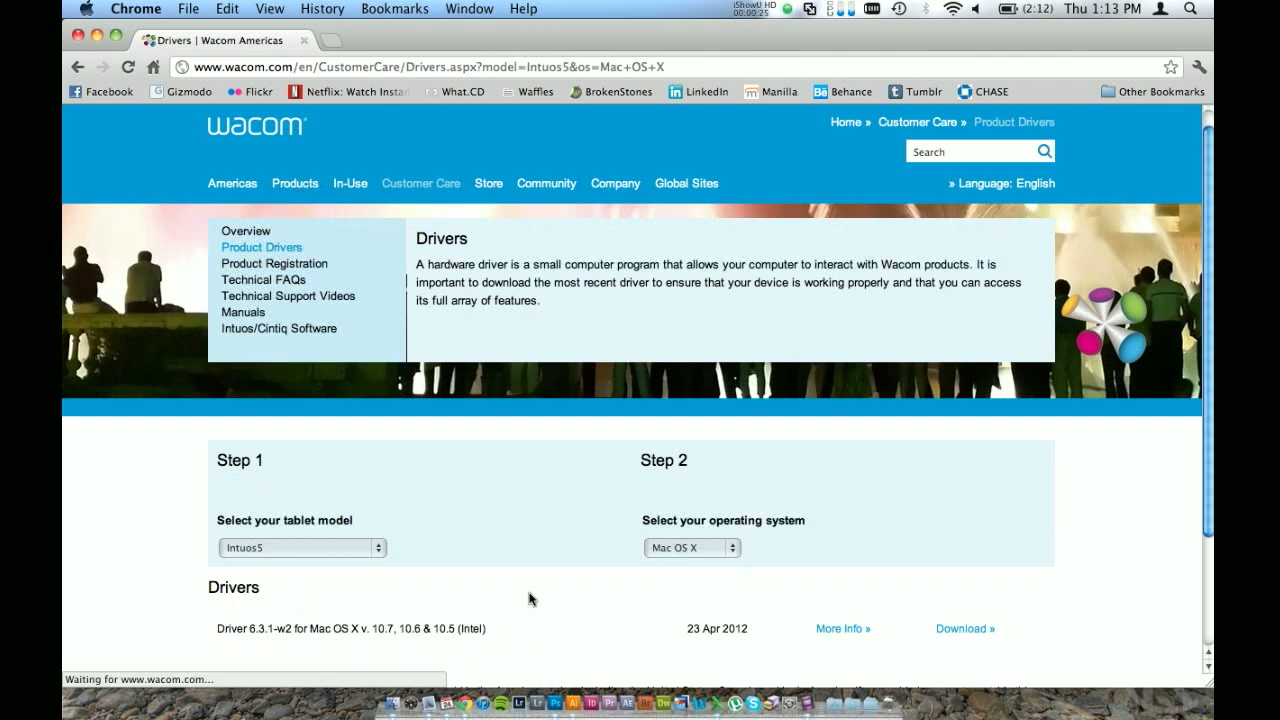 Chrome File Edit View History Bookmarks Window Help iShowU HD 00:00:25 (2:12) Thu 1:13 PM
Drivers | Wacom Americas
www.wacom.com/en/CustomerCare/Drivers.aspx?model=Intuos5&os=Mac+OS+X
Facebook Gizmodo Flickr Netflix: Watch Insta What.CD Waffles BrokenStones LinkedIn Manilla Behance Tumblr CHASE Other Bookmarks
wacom
Home » Customer Care » Product Drivers
Search
Americas Products In-Use Customer Care Store Community Company Global Sites » Language: English
Overview
Product Drivers
Product Registration
Technical FAQs
Technical Support Videos
Manuals
Intuos/Cintiq Software
Drivers
A hardware driver is a small computer program that allows your computer to interact with Wacom products. It is
important to download the most recent driver to ensure that your device is working properly and that you can access
its full array of features.
Step 1 Step 2
Select your tablet model Select your operating system
Intuos5 Mac OS X
Drivers
Driver 6.3.1-w2 for Mac OS X v. 10.7, 10.6 & 10.5 (Intel) 23 Apr 2012 More Info » Download »
Waiting for www.wacom.com...